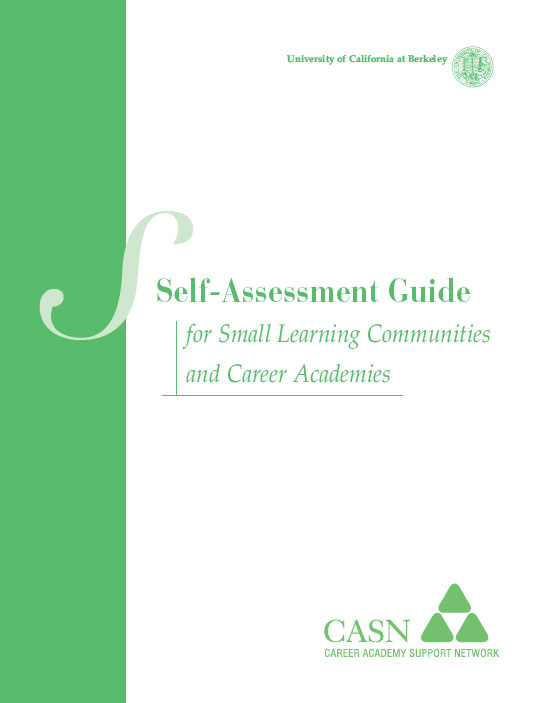 University of California at Berkeley
Self-Assessment Guide
for Small Learning Communities
and Career Academies
CASN
CAREER ACADEMY SUPPORT NETWORK